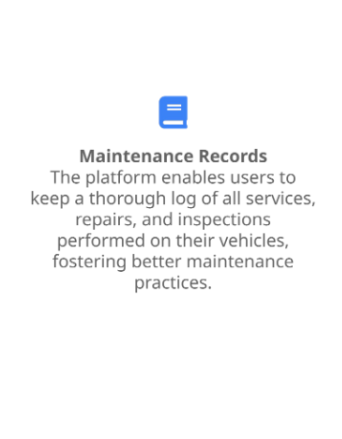 Maintenance Records
The platform enables users to
keep a thorough log of all services,
repairs, and inspections
performed on their vehicles,
fostering better maintenance
practices.